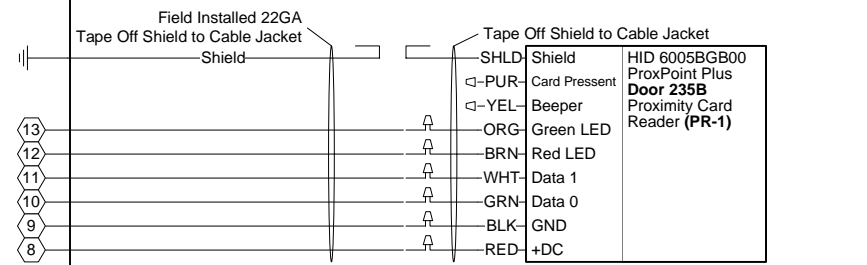 Field Installed 22GA
Tape Off Shield to Cable Jacket
Tape Off Shield to Cable Jacket
Shield
SHLD Shield
PUR Card Pressent
YEL Beeper
13 ORG Green LED
12 BRN Red LED
11 WHT Data 1
10 GRN Data 0
9 BLK GND
8 RED +DC
HID 6005BGB00
ProxPoint Plus
Door 235B
Proximity Card
Reader (PR-1)